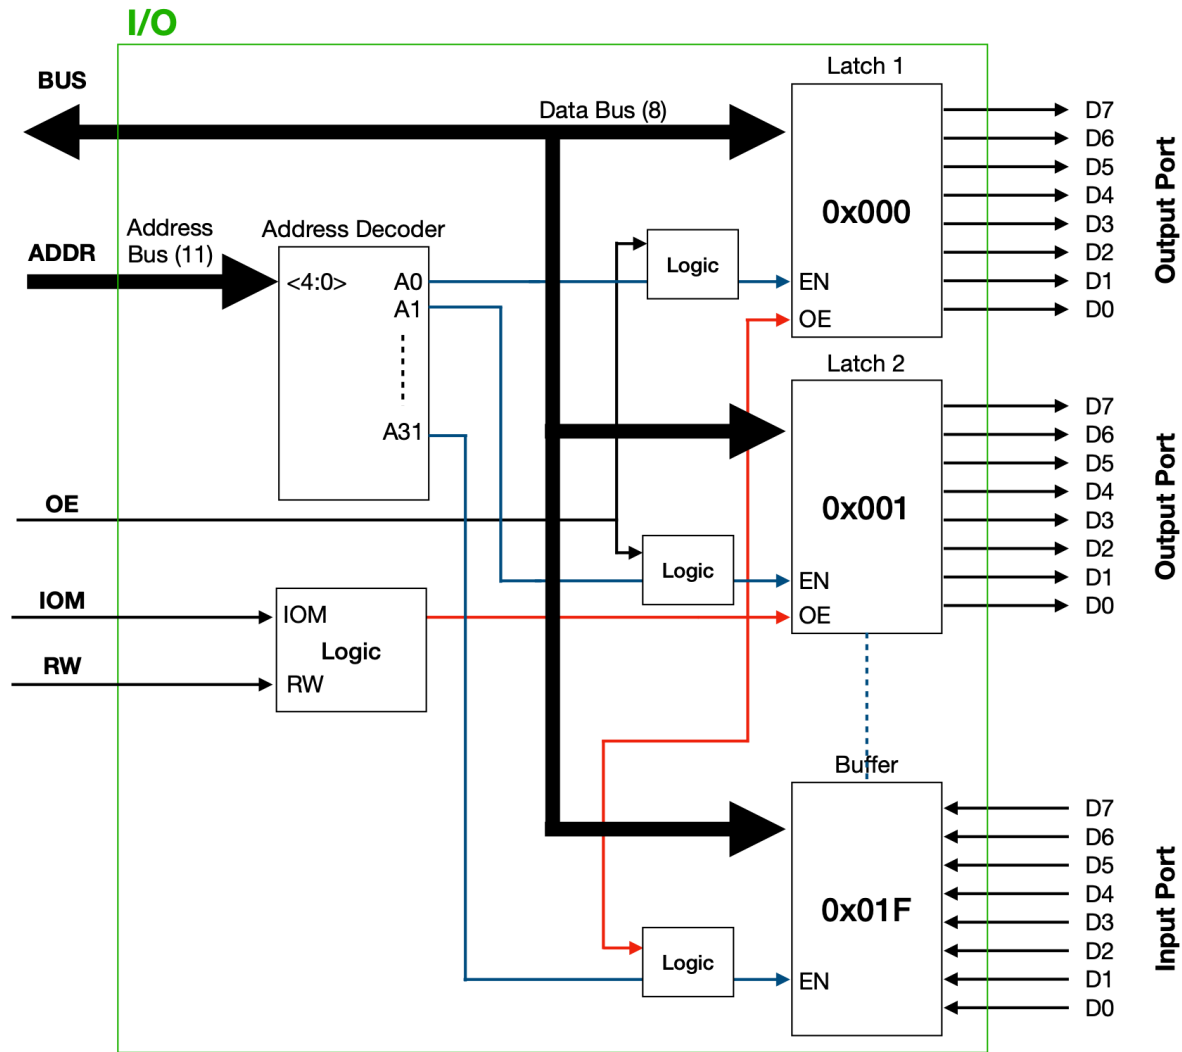 I/O
BUS
Data Bus (8)
Latch 1
0x000
EN
OE
D7
D6
D5
D4
D3
D2
D1
D0
Output Port
ADDR
Address
Bus (11)
Address Decoder
<4:0>
A0
A1
A31
Logic
Latch 2
0x001
EN
OE
D7
D6
D5
D4
D3
D2
D1
D0
Output Port
OE
Logic
IOM
RW
IOM
Logic
RW
Buffer
0x01F
EN
Logic
D7
D6
D5
D4
D3
D2
D1
D0
Input Port